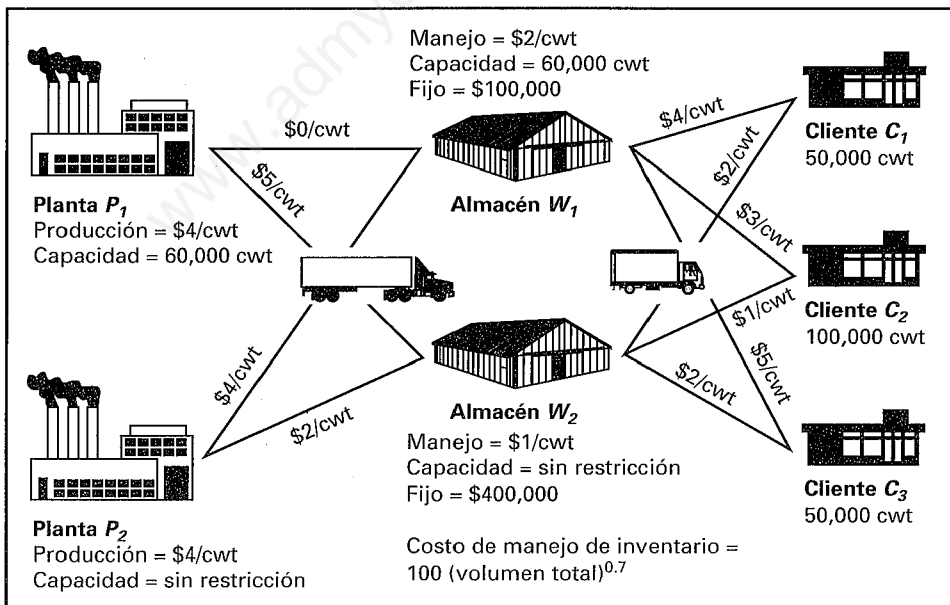 www.admy
Manejo = $2/cwt
Capacidad = 60,000 cwt
Fijo = $100,000
$0/cwt
$5/cwt
$4/cwt
$2/cwt
Cliente C1
50,000 cwt
Planta P1
Producción = $4/cwt
Capacidad = 60,000 cwt
Almacén W1
$3/cwt
$1/cwt
Cliente C2
100,000 cwt
$4/cwt
$2/cwt
$2/cwt
$5/cwt
Almacén W2
Manejo = $1/cwt
Capacidad = sin restricción
Fijo = $400,000
Cliente C3
50,000 cwt
Planta P2
Producción = $4/cwt
Capacidad = sin restricción
Costo de manejo de inventario =
100 (volumen total)0.7